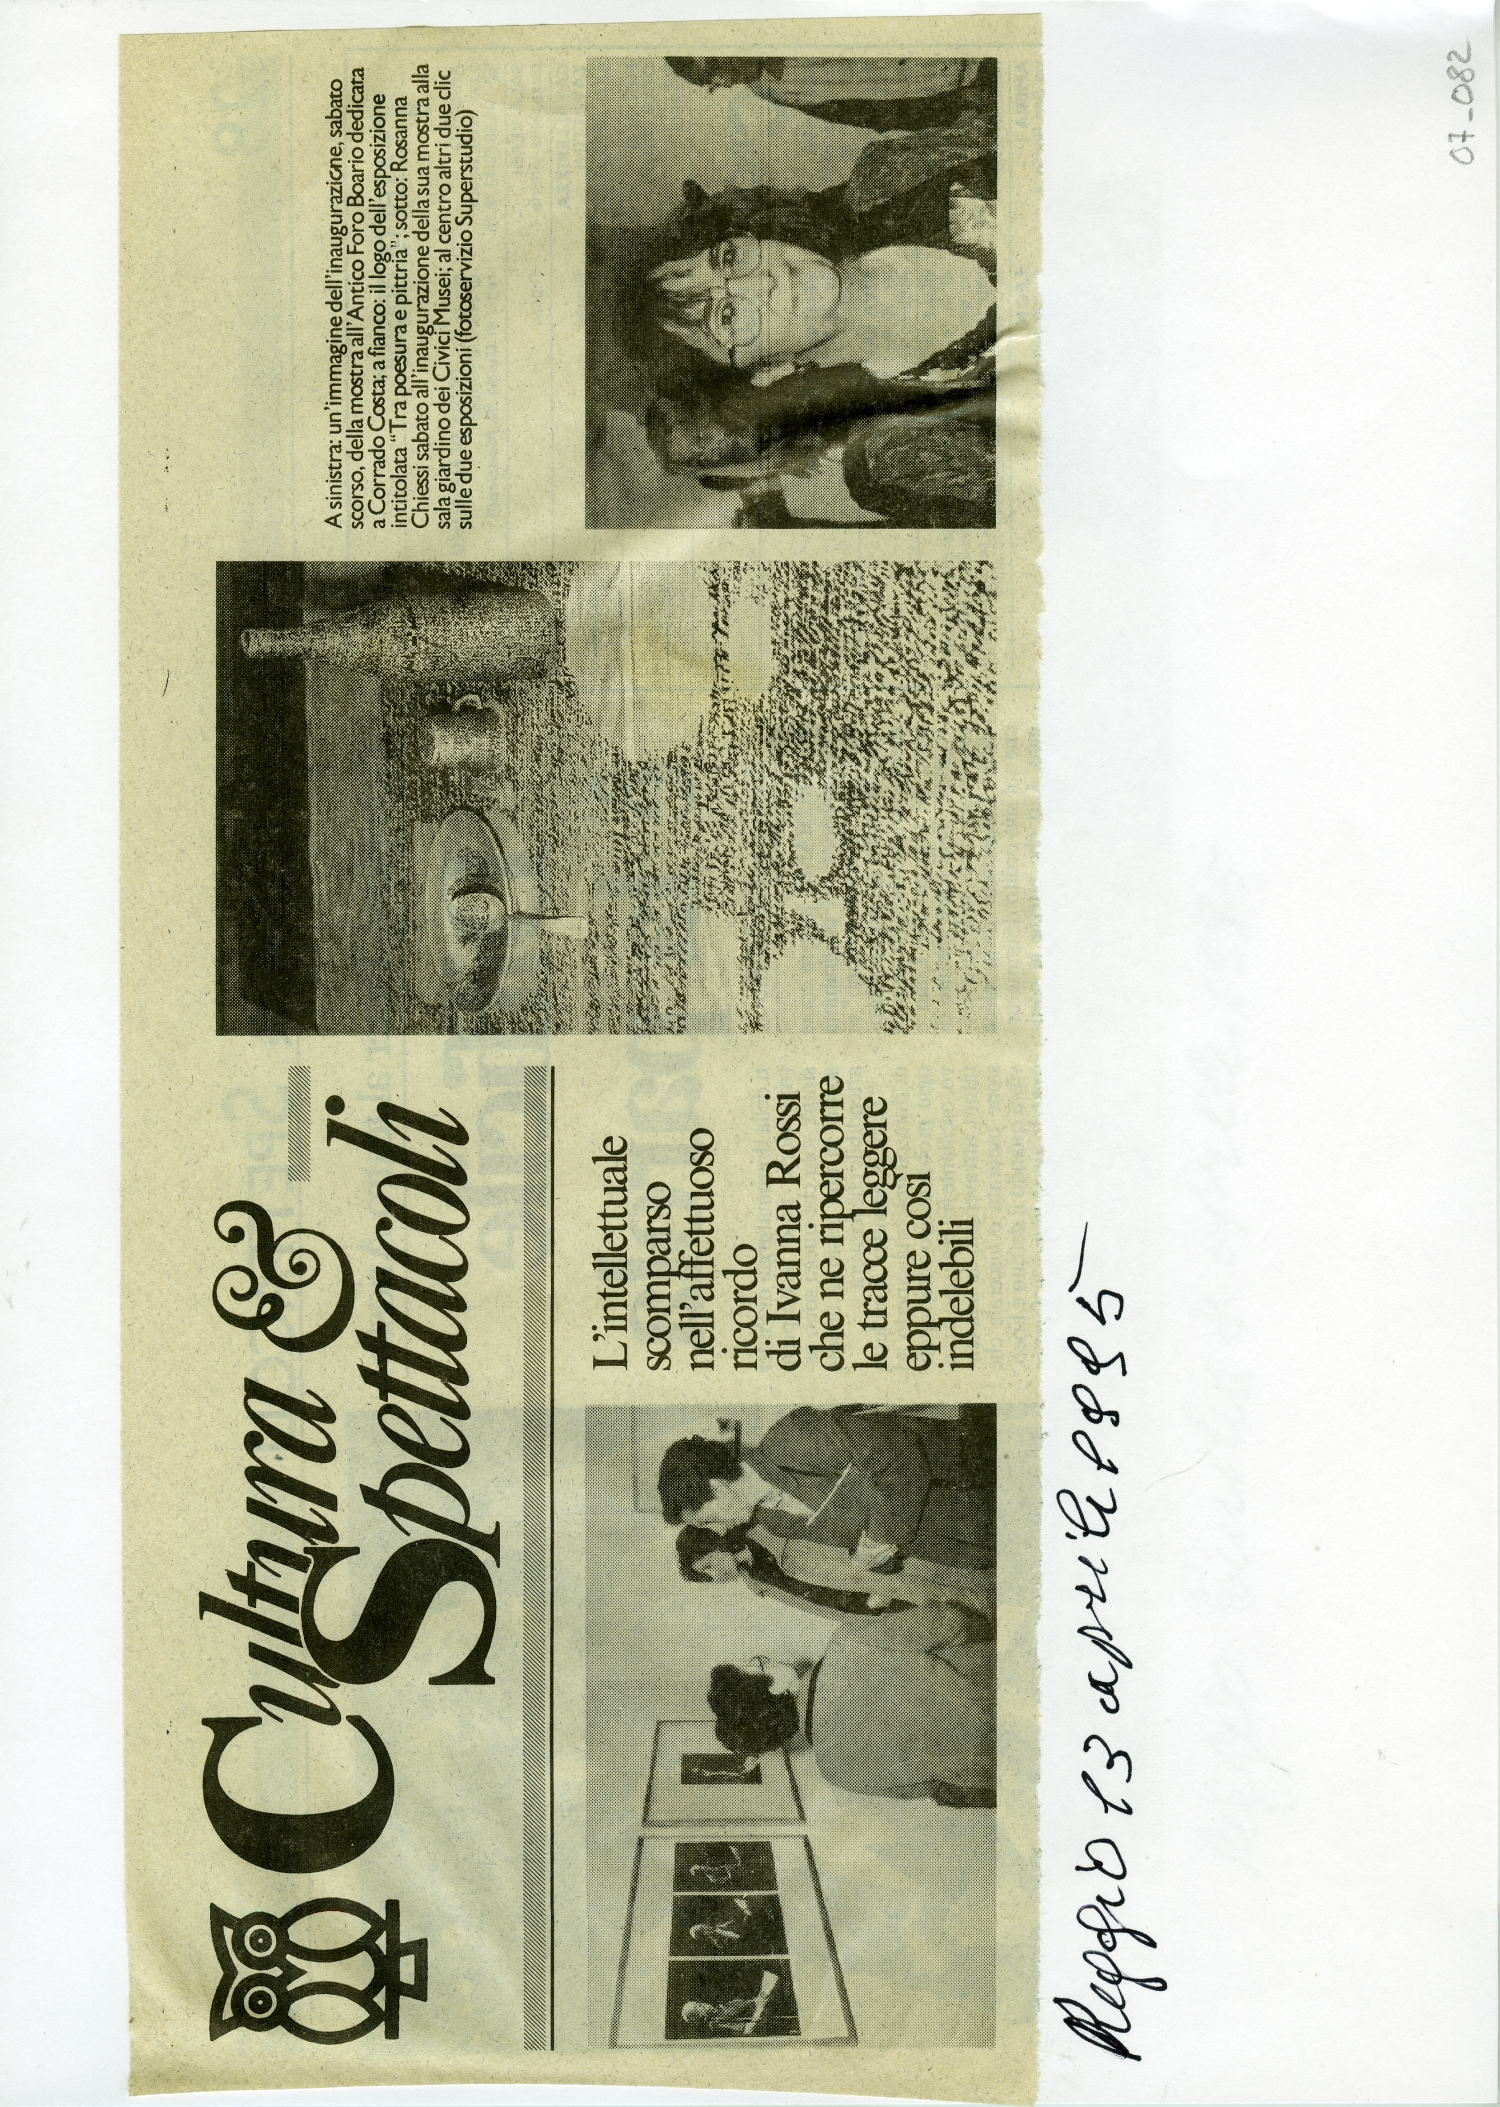 Cultura &
Spettacoli
A sinistra: un'immagine dell'inaugurazione, sabato
scorso, della mostra all'Antico Foro Boario dedicata
a Corrado Costa; a fianco: il logo dell'esposizione
intitolata "Tra poesura e pittria"; sotto: Rosanna
Chiessi sabato all'inaugurazione della sua mostra alla
sala giardino dei Civici Musei; al centro altri due clic
sulle due esposizioni (fotoservizio Superstudio)
L'intellettuale
scomparso
nell'affettuoso
ricordo
di Ivanna Rossi
che ne ripercorre
le tracce leggere
eppure così
indelebili
Reggio 13 aprile 1995
07-082